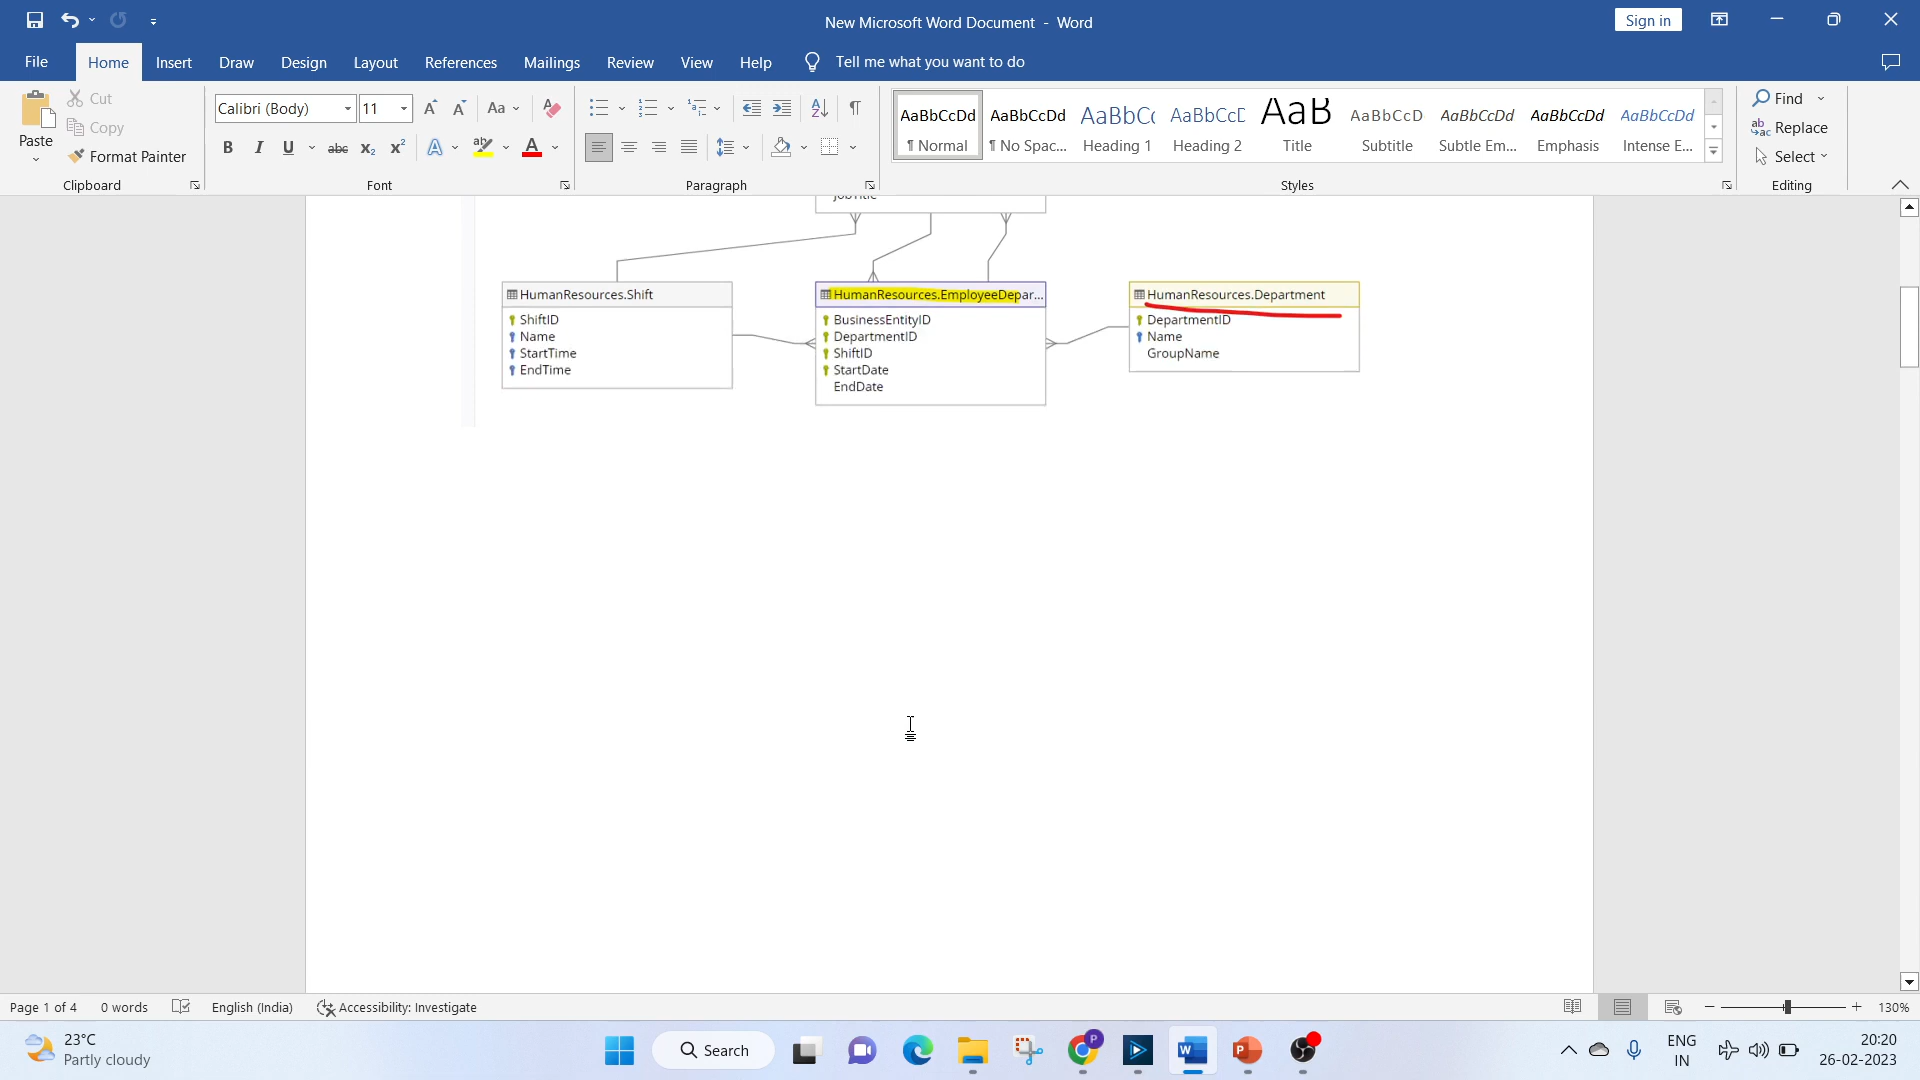 New Microsoft Word Document - Word
Sign in
File Home Insert Draw Design Layout References Mailings Review View Help Tell me what you want to do
Paste
Cut
Copy
Format Painter
Clipboard
Calibri (Body) 11
Font
Paragraph
AaBbCcDd AaBbCcDd AaBbCc AaBbCcC AaB AaBbCcD AaBbCcDd AaBbCcDd AaBbCcDd
¶ Normal ¶ No Spac... Heading 1 Heading 2 Title Subtitle Subtle Em... Emphasis Intense E...
Styles
Find
Replace
Select
Editing
JobTitle
HumanResources.Shift
ShiftID
Name
StartTime
EndTime
HumanResources.EmployeeDepar...
BusinessEntityID
DepartmentID
ShiftID
StartDate
EndDate
HumanResources.Department
DepartmentID
Name
GroupName
Page 1 of 4 0 words English (India) Accessibility: Investigate 130%
23°C
Partly cloudy
Search
ENG
IN
20:20
26-02-2023